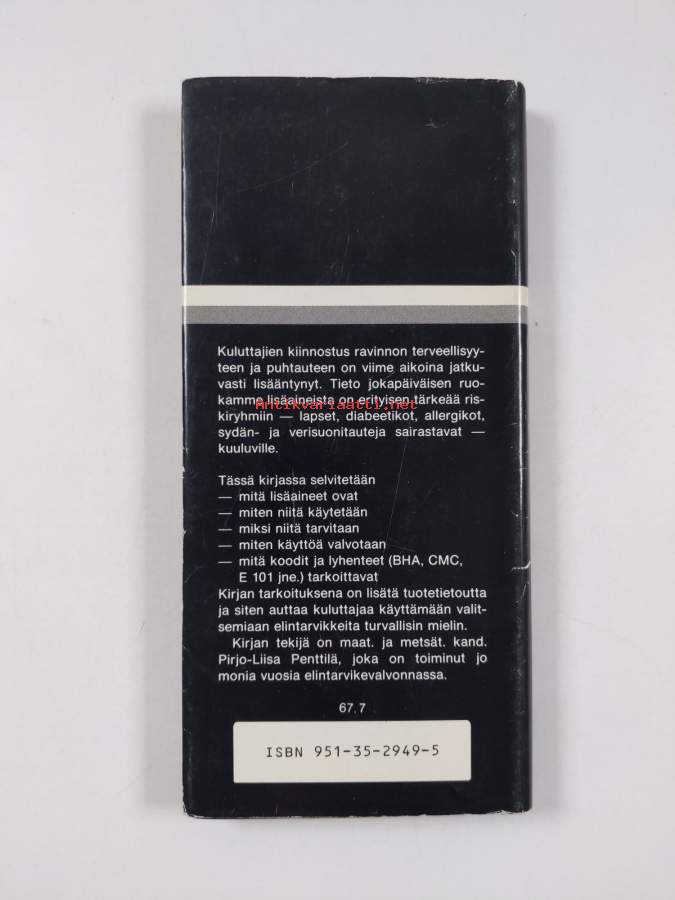 Kuluttajien kiinnostus ravinnon terveellisyy-
teen ja puhtauteen on viime aikoina jatku-
vasti lisääntynyt. Tieto jokapäiväisen ruo-
kamme lisäaineista on erityisen tärkeää ris-
Antikvariaatti.net
kiryhmiin — lapset, diabeetikot, allergikot,
sydän- ja verisuonitauteja sairastavat —
kuuluville.
Tässä kirjassa selvitetään
— mitä lisäaineet ovat
— miten niitä käytetään
— miksi niitä tarvitaan
— miten käyttöä valvotaan
— mitä koodit ja lyhenteet (BHA, CMC,
E 101 jne.) tarkoittavat
Kirjan tarkoituksena on lisätä tuotetietoutta
ja siten auttaa kuluttajaa käyttämään valit-
semiaan elintarvikkeita turvallisin mielin.
Kirjan tekijä on maat. ja metsät. kand.
Pirjo-Liisa Penttilä, joka on toiminut jo
monia vuosia elintarvikevalvonnassa.
67.7
ISBN 951-35-2949-5